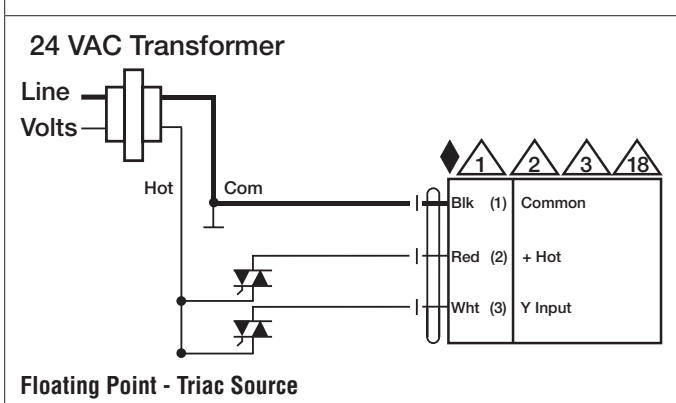 24 VAC Transformer
Line
Volts
Hot Com
1 2 3 18
Blk (1) Common
Red (2) + Hot
Wht (3) Y Input
Floating Point - Triac Source